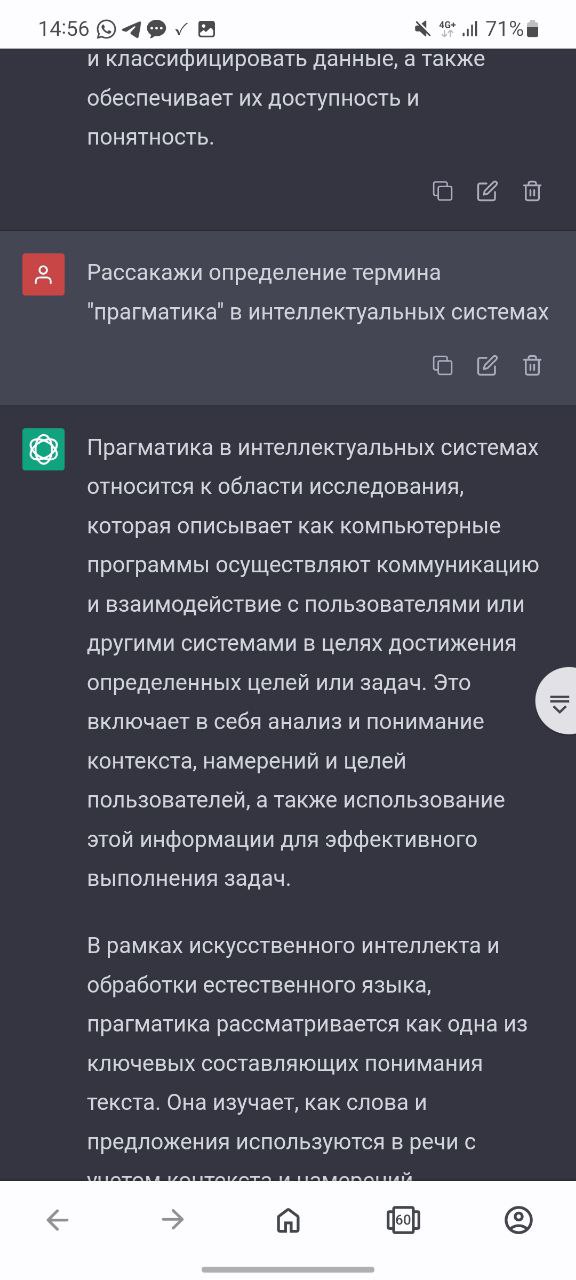 14:56 4G+ 71%
и классифицировать данные, а также
обеспечивает их доступность и
понятность.
Рассакажи определение термина
"прагматика" в интеллектуальных системах
Прагматика в интеллектуальных системах
относится к области исследования,
которая описывает как компьютерные
программы осуществляют коммуникацию
и взаимодействие с пользователями или
другими системами в целях достижения
определенных целей или задач. Это
включает в себя анализ и понимание
контекста, намерений и целей
пользователей, а также использование
этой информации для эффективного
выполнения задач.
В рамках искусственного интеллекта и
обработки естественного языка,
прагматика рассматривается как одна из
ключевых составляющих понимания
текста. Она изучает, как слова и
предложения используются в речи с
учетом контекста и намерений
60